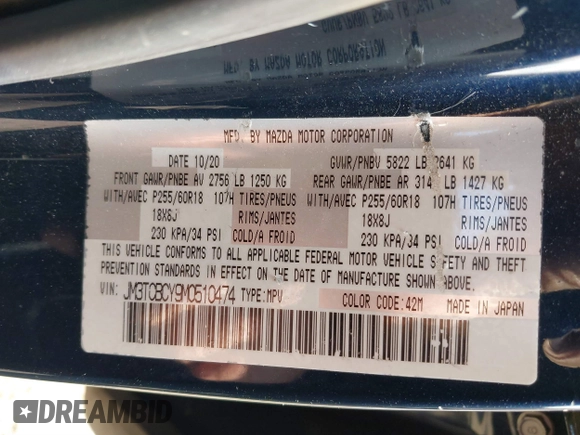 MFD. BY MAZDA MOTOR CORPORATION
DATE 10/20 GVWR/PNBV 5822 LB 2641 KG
FRONT GAWR/PNBE AV 2756 LB 1250 KG REAR GAWR/PNBE AR 314 LB 1427 KG
WITH/AVEC P255/60R18 107H TIRES/PNEUS WITH/AVEC P255/60R18 107H TIRES/PNEUS
18X8J RIMS/JANTES 18X8J RIMS/JANTES
230 KPA/34 PSI COLD/A FROID 230 KPA/34 PSI COLD/A FROID
THIS VEHICLE CONFORMS TO ALL APPLICABLE FEDERAL MOTOR VEHICLE SAFETY AND THEFT
PREVENTION STANDARDS IN EFFECT ON THE DATE OF MANUFACTURE SHOWN ABOVE.
VIN: JM3TCBCY9M0510474 TYPE:MPV COLOR CODE:42M MADE IN JAPAN
DREAMBID